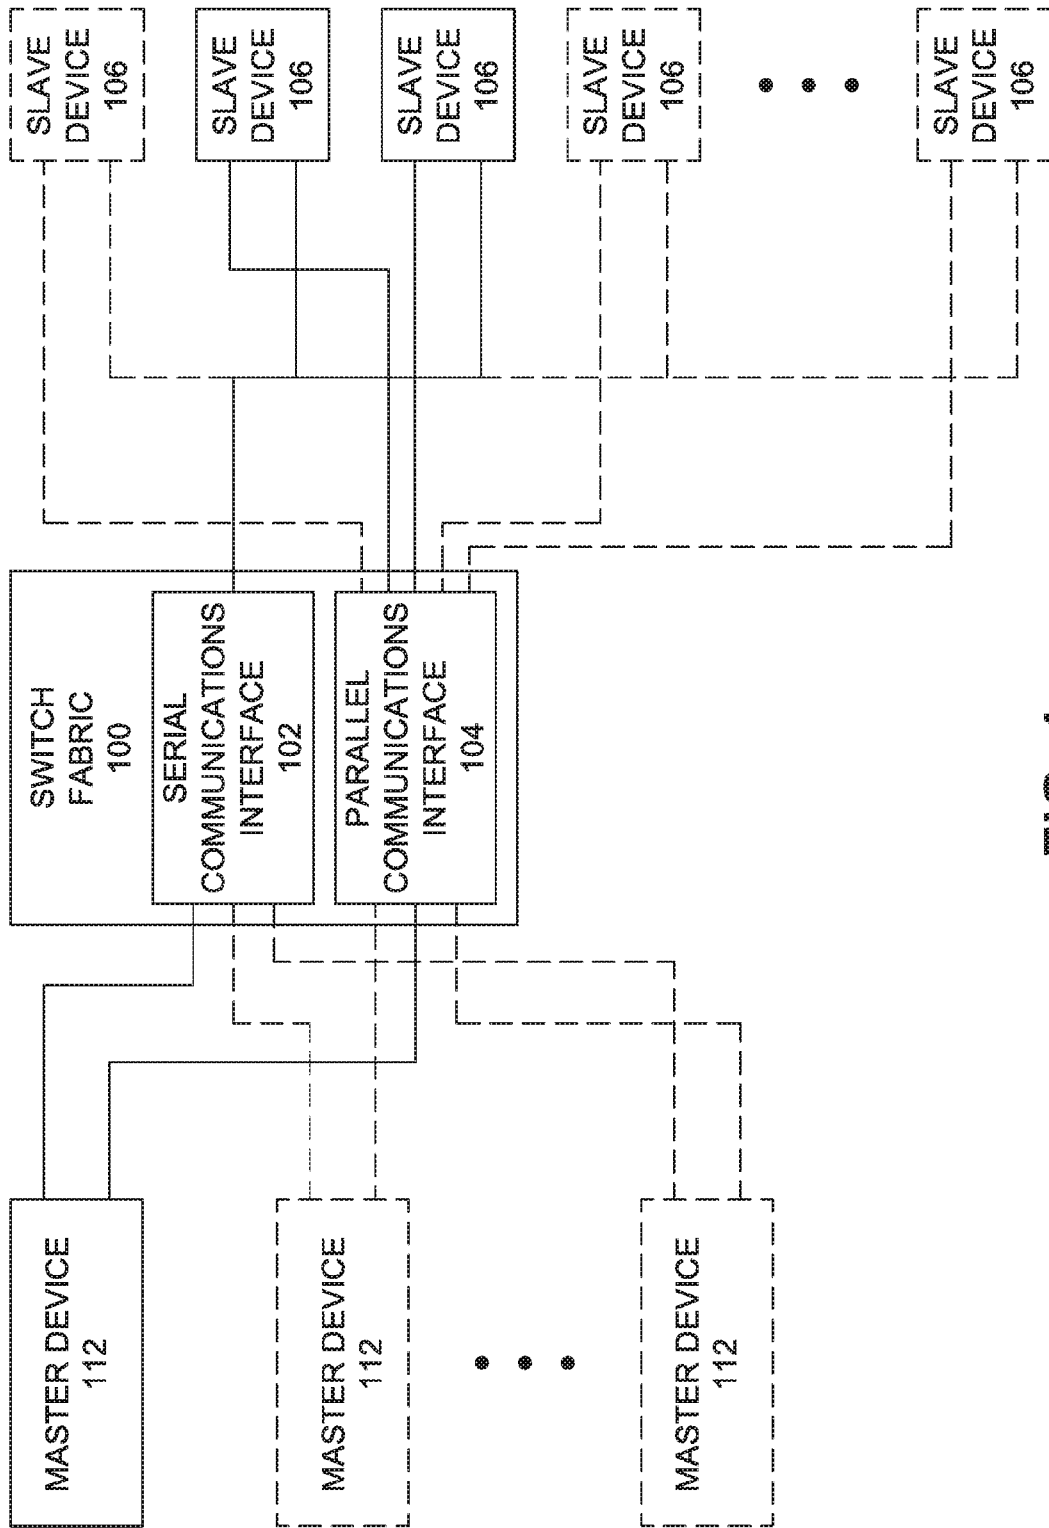 MASTER DEVICE
112
MASTER DEVICE
112
MASTER DEVICE
112
SWITCH
FABRIC
100
SERIAL
COMMUNICATIONS
INTERFACE
102
PARALLEL
COMMUNICATIONS
INTERFACE
104
SLAVE
DEVICE
106
SLAVE
DEVICE
106
SLAVE
DEVICE
106
SLAVE
DEVICE
106
SLAVE
DEVICE
106